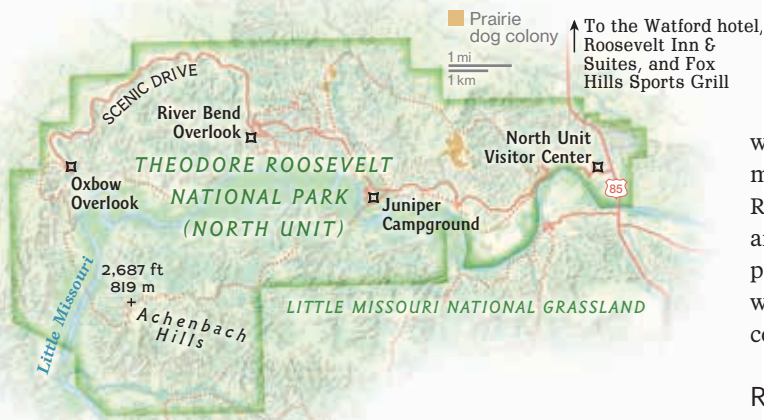 Prairie
dog colony
1 mi
1 km
To the Watford hotel,
Roosevelt Inn &
Suites, and Fox
Hills Sports Grill
SCENIC DRIVE
River Bend
Overlook
North Unit
Visitor Center
85
Oxbow
Overlook
THEODORE ROOSEVELT
NATIONAL PARK
(NORTH UNIT)
Juniper
Campground
Little Missouri
2,687 ft
819 m
Achenbach
Hills
LITTLE MISSOURI NATIONAL GRASSLAND